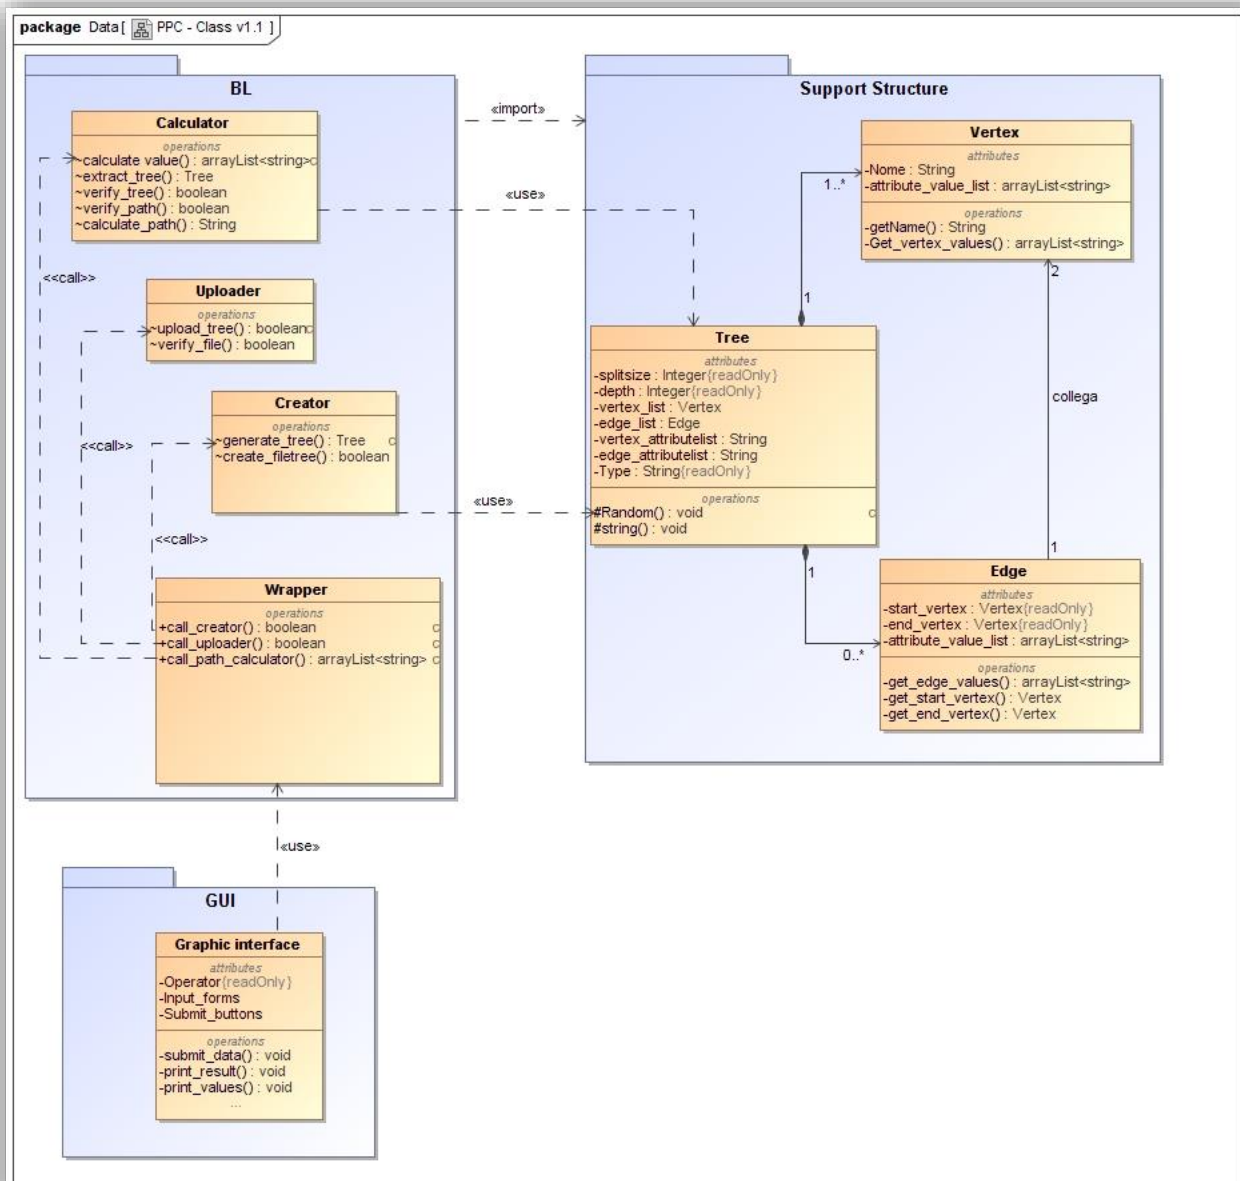 package Data[ PPC - Class v1.1 ]
BL
Calculator
operations
~calculate value() : arrayList<string>
~extract_tree() : Tree
~verify_tree() : boolean
~verify_path() : boolean
~calculate_path() : String
<<call>>
Uploader
operations
~upload_tree() : boolean
~verify_file() : boolean
<<call>>
Creator
operations
~generate_tree() : Tree
~create_filetree() : boolean
<<call>>
Wrapper
operations
+call_creator() : boolean
+call_uploader() : boolean
+call_path_calculator() : arrayList<string>
«import»
«use»
«use»
Support Structure
Vertex
attributes
-Nome : String
-attribute_value_list : arrayList<string>
operations
-getName() : String
-Get_vertex_values() : arrayList<string>
1..*
1
2
collega
1
Tree
attributes
-splitsize : Integer{readOnly}
-depth : Integer{readOnly}
-vertex_list : Vertex
-edge_list : Edge
-vertex_attributelist : String
-edge_attributelist : String
-Type : String{readOnly}
operations
#Random() : void
#string() : void
1
0..*
Edge
attributes
-start_vertex : Vertex{readOnly}
-end_vertex : Vertex{readOnly}
-attribute_value_list : arrayList<string>
operations
-get_edge_values() : arrayList<string>
-get_start_vertex() : Vertex
-get_end_vertex() : Vertex
«use»
GUI
Graphic interface
attributes
-Operator{readOnly}
-Input_forms
-Submit_buttons
operations
-submit_data() : void
-print_result() : void
-print_values() : void
...